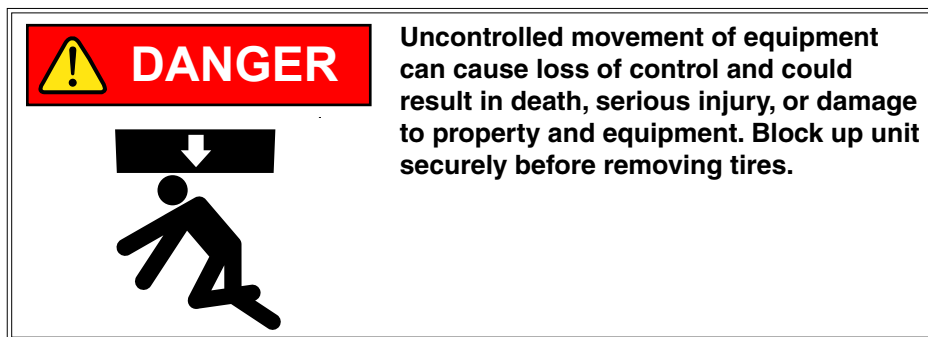 DANGER
Uncontrolled movement of equipment
can cause loss of control and could
result in death, serious injury, or damage
to property and equipment. Block up unit
securely before removing tires.